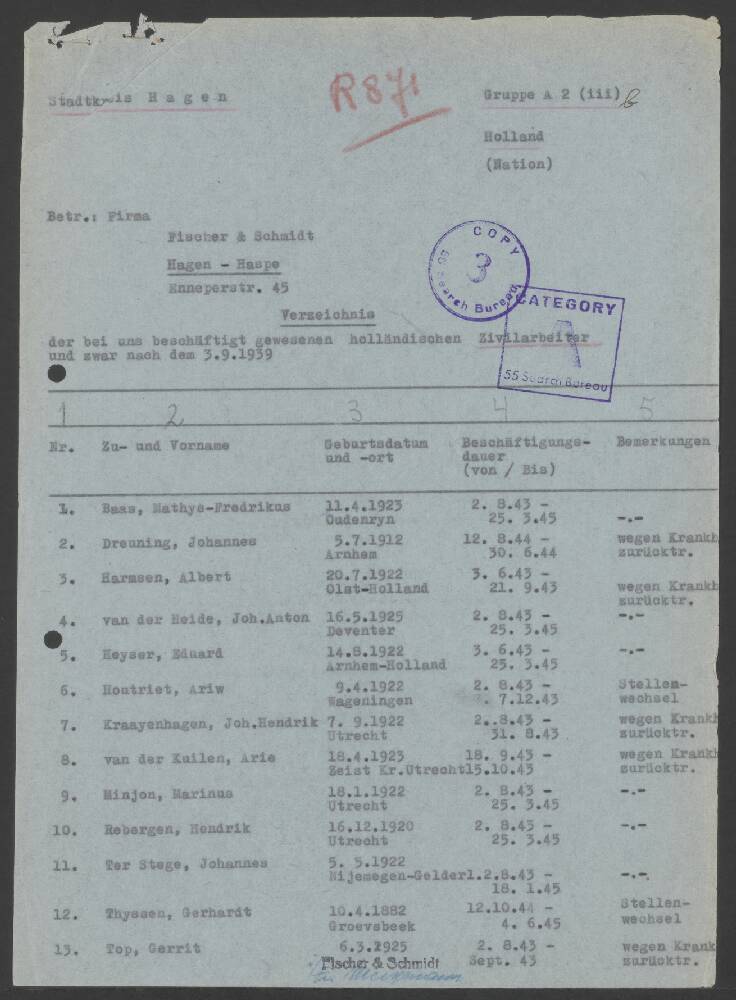 Stadtkreis Hagen
R871
Gruppe A 2 (iii) b
Holland
(Nation)
Betr.: Firma
Fischer & Schmidt
Hagen - Haspe
Enneperstr. 45
COPY
3
55 Search Bureau
CATEGORY
A
55 Search Bureau
Verzeichnis
der bei uns beschäftigt gewesenen holländischen Zivilarbeiter
und zwar nach dem 3.9.1939
1 2 3 4 5
Nr. Zu- und Vorname Geburtsdatum Beschäftigungs- Bemerkungen
und -ort dauer
(von / Bis)
1. Baas, Mathys-Fredrikus 11.4.1923 2. 8.43 -
Oudenryn 25. 3.45 -.-
2. Dreuning, Johannes 5.7.1912 12. 8.44 - wegen Krankh
Arnhem 30. 6.44 zurücktr.
3. Harmsen, Albert 20.7.1922 3. 6.43 -
Olst-Holland 21. 9.43 wegen Krankh
zurücktr.
4. van der Heide, Joh.Anton 16.5.1925 2. 8.43 - -.-
Deventer 25. 3.45
5. Heyser, Eduard 14.8.1922 3. 6.43 - -.-
Arnhem-Holland 25. 3.45
6. Houtriet, Ariw 9.4.1922 2. 8.43 - Stellen-
Wageningen 7.12.43 wechsel
7. Kraayenhagen, Joh.Hendrik 7. 9.1922 2..8.43 - wegen Krankh
Utrecht 31. 8.43 zurücktr.
8. van der Kuilen, Arie 18.4.1923 18. 9.43 - wegen Krankh
Zeist Kr.Utrecht15.10.43 zurücktr.
9. Minjon, Marinus 18.1.1922 2. 8.43 - -.-
Utrecht 25. 3.45
10. Rebergen, Hendrik 16.12.1920 2. 8.43 - -.-
Utrecht 25. 3.45
11. Ter Stege, Johannes 5. 5.1922
Nijemegen-Gelderl.2.8.43 - -.-
18. 1.45
12. Thyssen, Gerhardt 10.4.1882 12.10.44 - Stellen-
Groevsbeek 4. 6.45 wechsel
13. Top, Gerrit 6.3.1925 2. 8.43 - wegen Krank
Fischer & Schmidt Sept. 43 zurücktr.